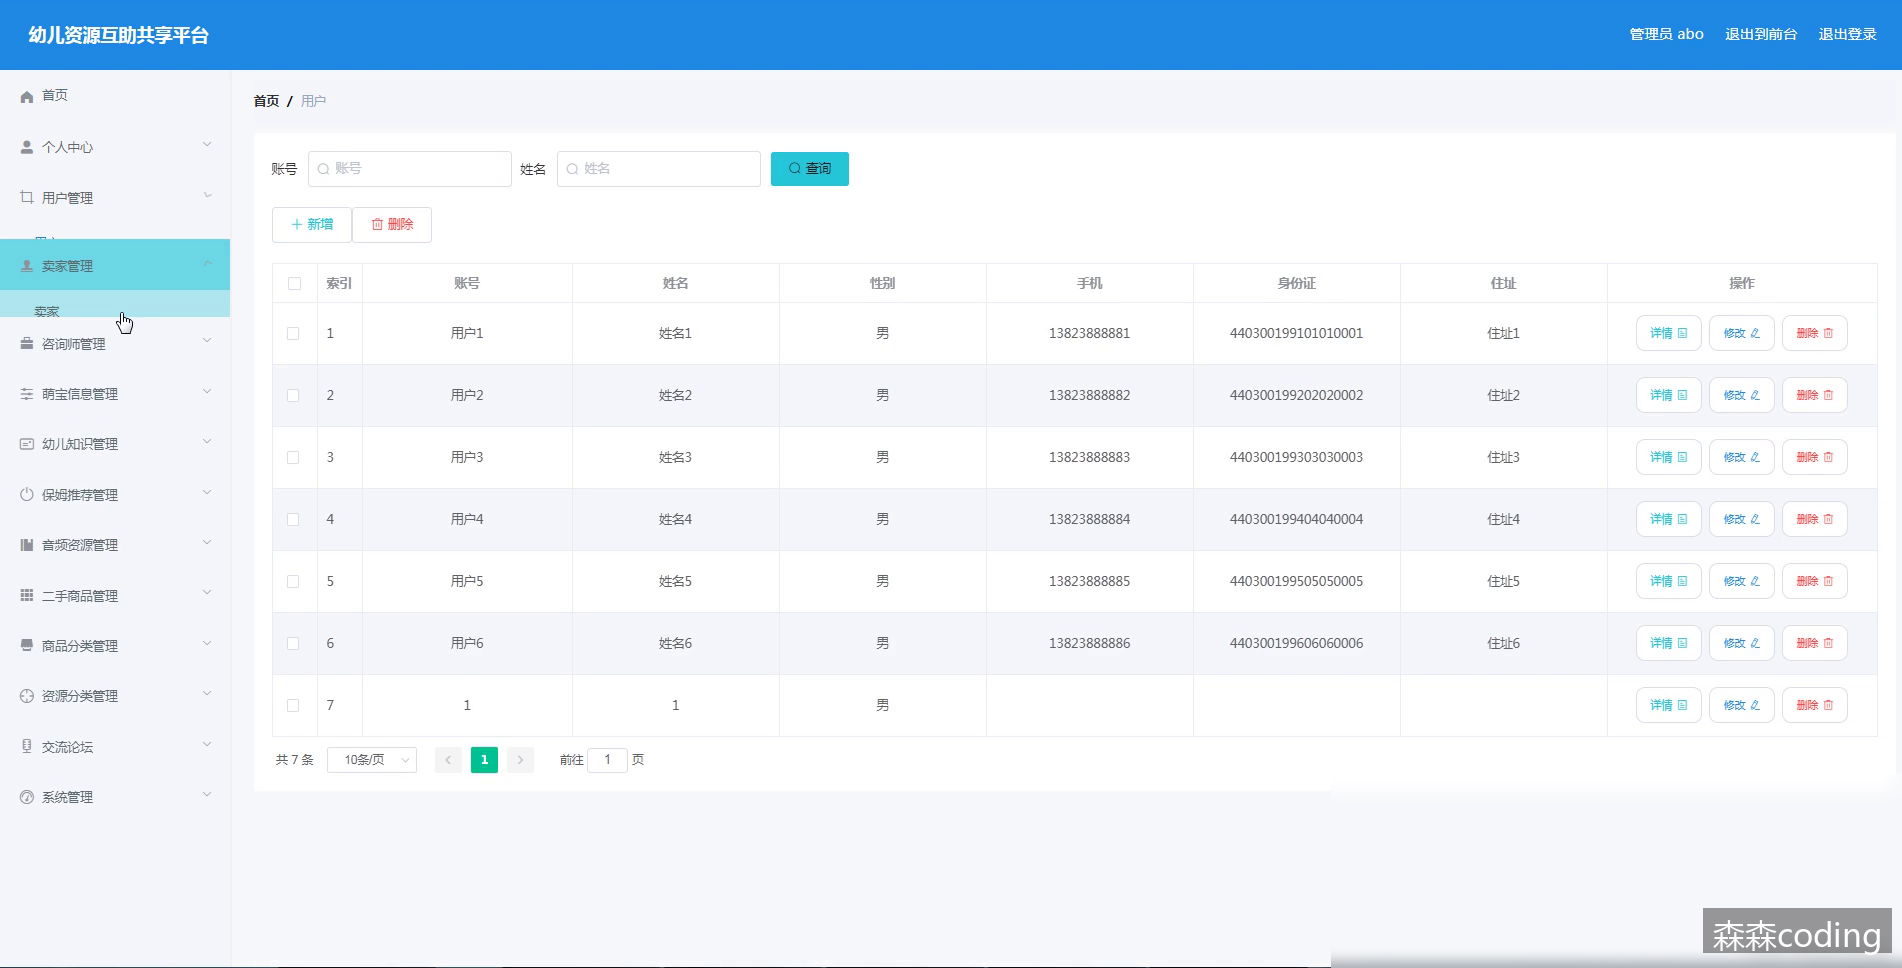 幼儿资源互助共享平台
管理员 abo 退出到前台 退出登录
首页
个人中心
用户管理
卖家管理
卖家
咨询师管理
萌宝信息管理
幼儿知识管理
保姆推荐管理
音频资源管理
二手商品管理
商品分类管理
资源分类管理
交流论坛
系统管理
首页 / 用户
账号 账号 姓名 姓名 查询
新增 删除
索引 账号 姓名 性别 手机 身份证 住址 操作
1 用户1 姓名1 男 13823888881 440300199101010001 住址1 详情 修改 删除
2 用户2 姓名2 男 13823888882 440300199202020002 住址2 详情 修改 删除
3 用户3 姓名3 男 13823888883 440300199303030003 住址3 详情 修改 删除
4 用户4 姓名4 男 13823888884 440300199404040004 住址4 详情 修改 删除
5 用户5 姓名5 男 13823888885 440300199505050005 住址5 详情 修改 删除
6 用户6 姓名6 男 13823888886 440300199606060006 住址6 详情 修改 删除
7 1 1 男 详情 修改 删除
共 7 条 10条/页 1 前往 1 页
森森coding